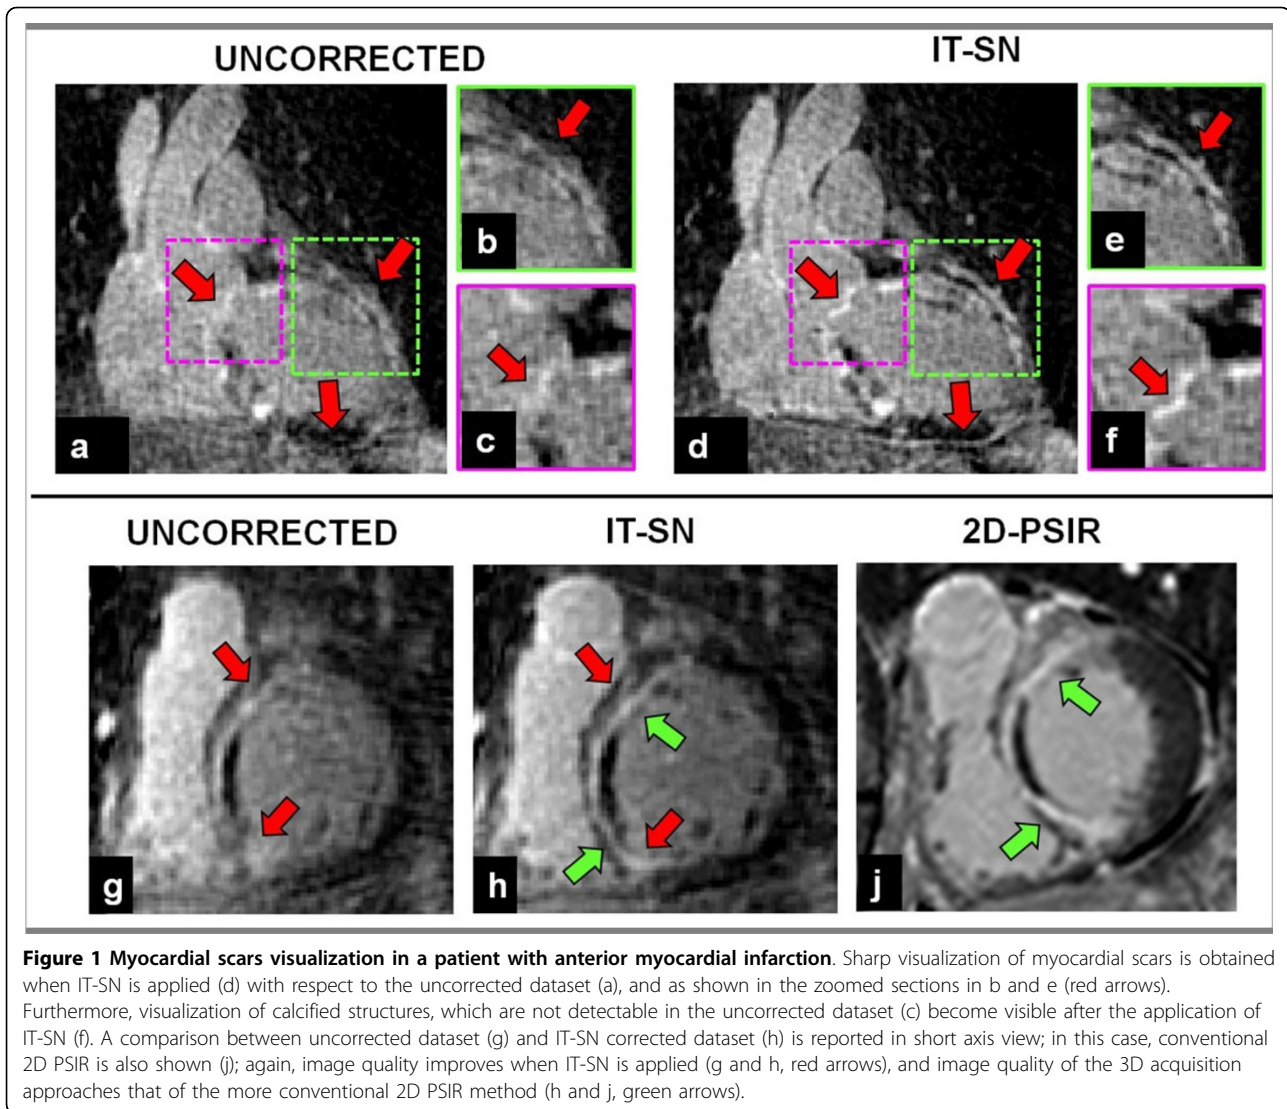 UNCORRECTED
IT-SN
a
b
c
d
e
f
UNCORRECTED
IT-SN
2D-PSIR
g
h
j
Figure 1 Myocardial scars visualization in a patient with anterior myocardial infarction. Sharp visualization of myocardial scars is obtained
when IT-SN is applied (d) with respect to the uncorrected dataset (a), and as shown in the zoomed sections in b and e (red arrows).
Furthermore, visualization of calcified structures, which are not detectable in the uncorrected dataset (c) become visible after the application of
IT-SN (f). A comparison between uncorrected dataset (g) and IT-SN corrected dataset (h) is reported in short axis view; in this case, conventional
2D PSIR is also shown (j); again, image quality improves when IT-SN is applied (g and h, red arrows), and image quality of the 3D acquisition
approaches that of the more conventional 2D PSIR method (h and j, green arrows).